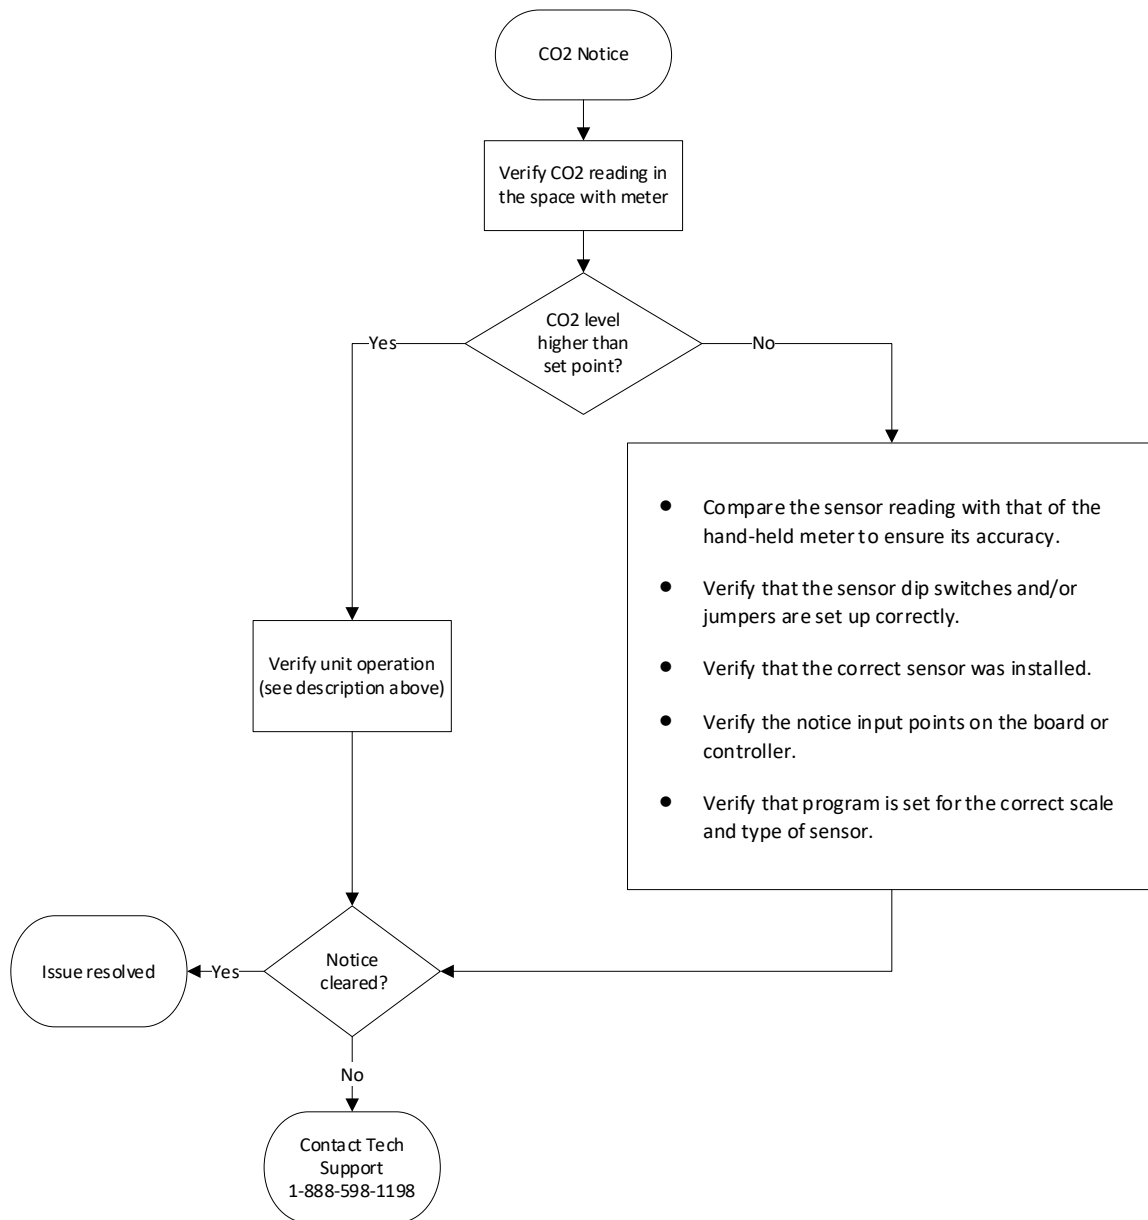 CO2 Notice
Verify CO2 reading in
the space with meter
CO2 level
higher than
set point?
Yes
No
● Compare the sensor reading with that of the
hand-held meter to ensure its accuracy.
● Verify that the sensor dip switches and/or
jumpers are set up correctly.
● Verify that the correct sensor was installed.
● Verify the notice input points on the board or
controller.
● Verify that program is set for the correct scale
and type of sensor.
Verify unit operation
(see description above)
Notice
cleared?
Yes
Issue resolved
No
Contact Tech
Support
1-888-598-1198